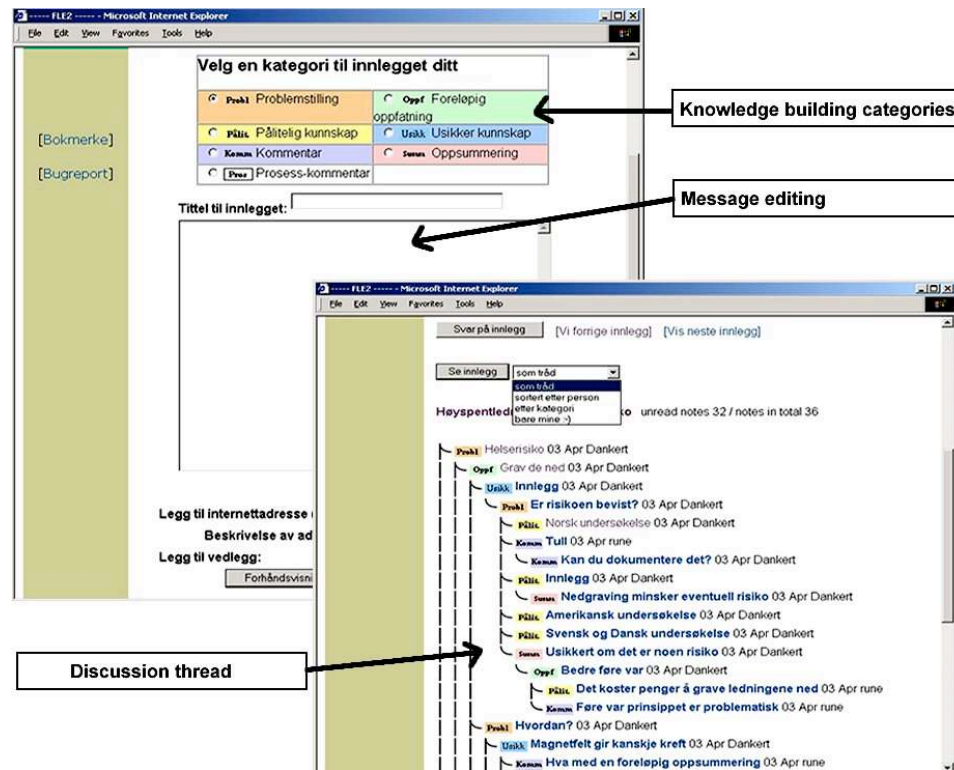 ----- FLE2 ----- - Microsoft Internet Explorer
File Edit View Favorites Tools Help
[Bokmerke]
[Bugreport]
Velg en kategori til innlegget ditt
Probl Problemstilling
Oppf Foreløpig
oppfatning
Pålit. Pålitelig kunnskap
Usikk Usikker kunnskap
Komm Kommentar
Summ Oppsummering
Pros Prosess-kommentar
Tittel til innlegget:
Legg til internettadresse
Beskrivelse av ad
Legg til vedlegg:
Forhåndsvisni
Knowledge building categories
Message editing
Discussion thread
----- FLE2 ----- - Microsoft Internet Explorer
File Edit View Favorites Tools Help
Svar på innlegg [Vi forrige innlegg] [Vis neste innlegg]
Se innlegg som tråd
som tråd
sortert etter person
etter kategori
bare mine :-)
Høyspentled ko unread notes 32 / notes in total 36
Probl Helserisiko 03 Apr Dankert
Oppf Grav de ned 03 Apr Dankert
Usikk Innlegg 03 Apr Dankert
Probl Er risikoen bevist? 03 Apr Dankert
Pålit. Norsk undersøkelse 03 Apr Dankert
Komm Tull 03 Apr rune
Komm Kan du dokumentere det? 03 Apr Dankert
Pålit. Innlegg 03 Apr Dankert
Summ Nedgraving minsker eventuell risiko 03 Apr Dankert
Pålit. Amerikansk undersøkelse 03 Apr Dankert
Pålit. Svensk og Dansk undersøkelse 03 Apr Dankert
Summ Usikkert om det er noen risiko 03 Apr Dankert
Oppf Bedre føre var 03 Apr Dankert
Pålit. Det koster penger å grave ledningene ned 03 Apr rune
Komm Føre var prinsippet er problematisk 03 Apr rune
Probl Hvordan? 03 Apr Dankert
Usikk Magnetfelt gir kanskje kreft 03 Apr Dankert
Komm Hva med en foreløpig oppsummering 03 Apr rune